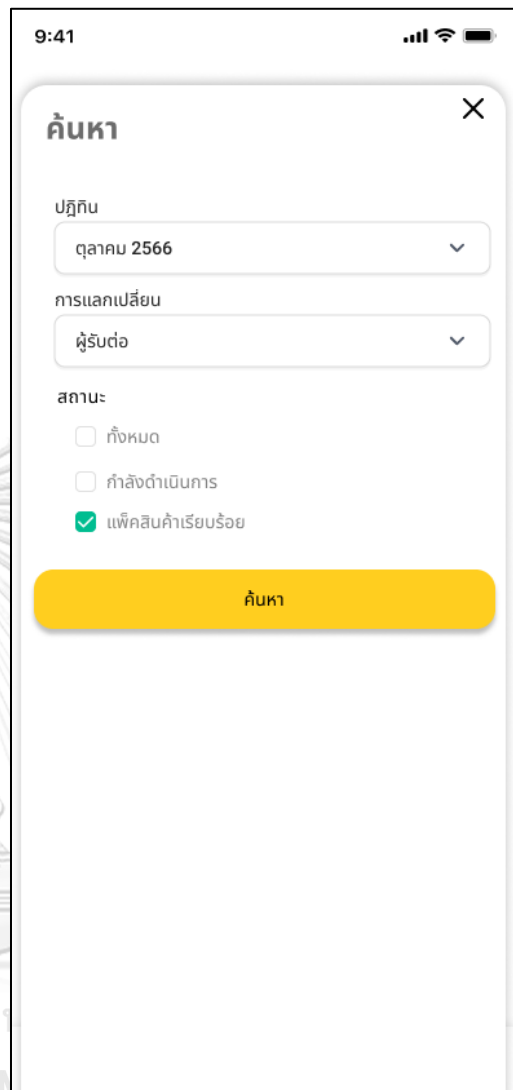 9:41
ค้นหา
ปฎิทิน
ตุลาคม 2566
การแลกเปลี่ยน
ผู้รับต่อ
สถานะ
ทั้งหมด
กำลังดำเนินการ
แพ็คสินค้าเรียบร้อย
ค้นหา